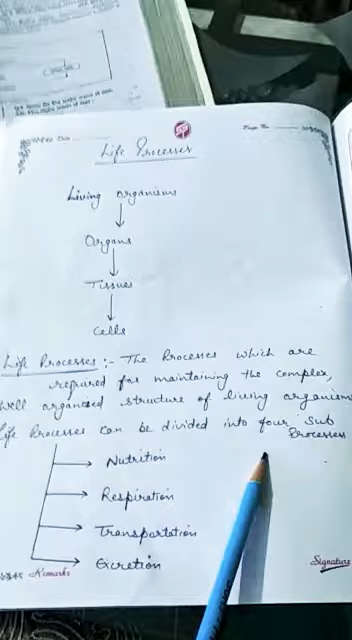 Page No.
Life Processes
Living organisms
Organs
Tissues
Cells
Life Processes :- The Processes which are
repured for maintaining the complex,
well organised structure of living organism
Life Processes can be divided into four Sub
Processes
Nutrition
Respiration
Transportation
Excretion
Remarks
Signature